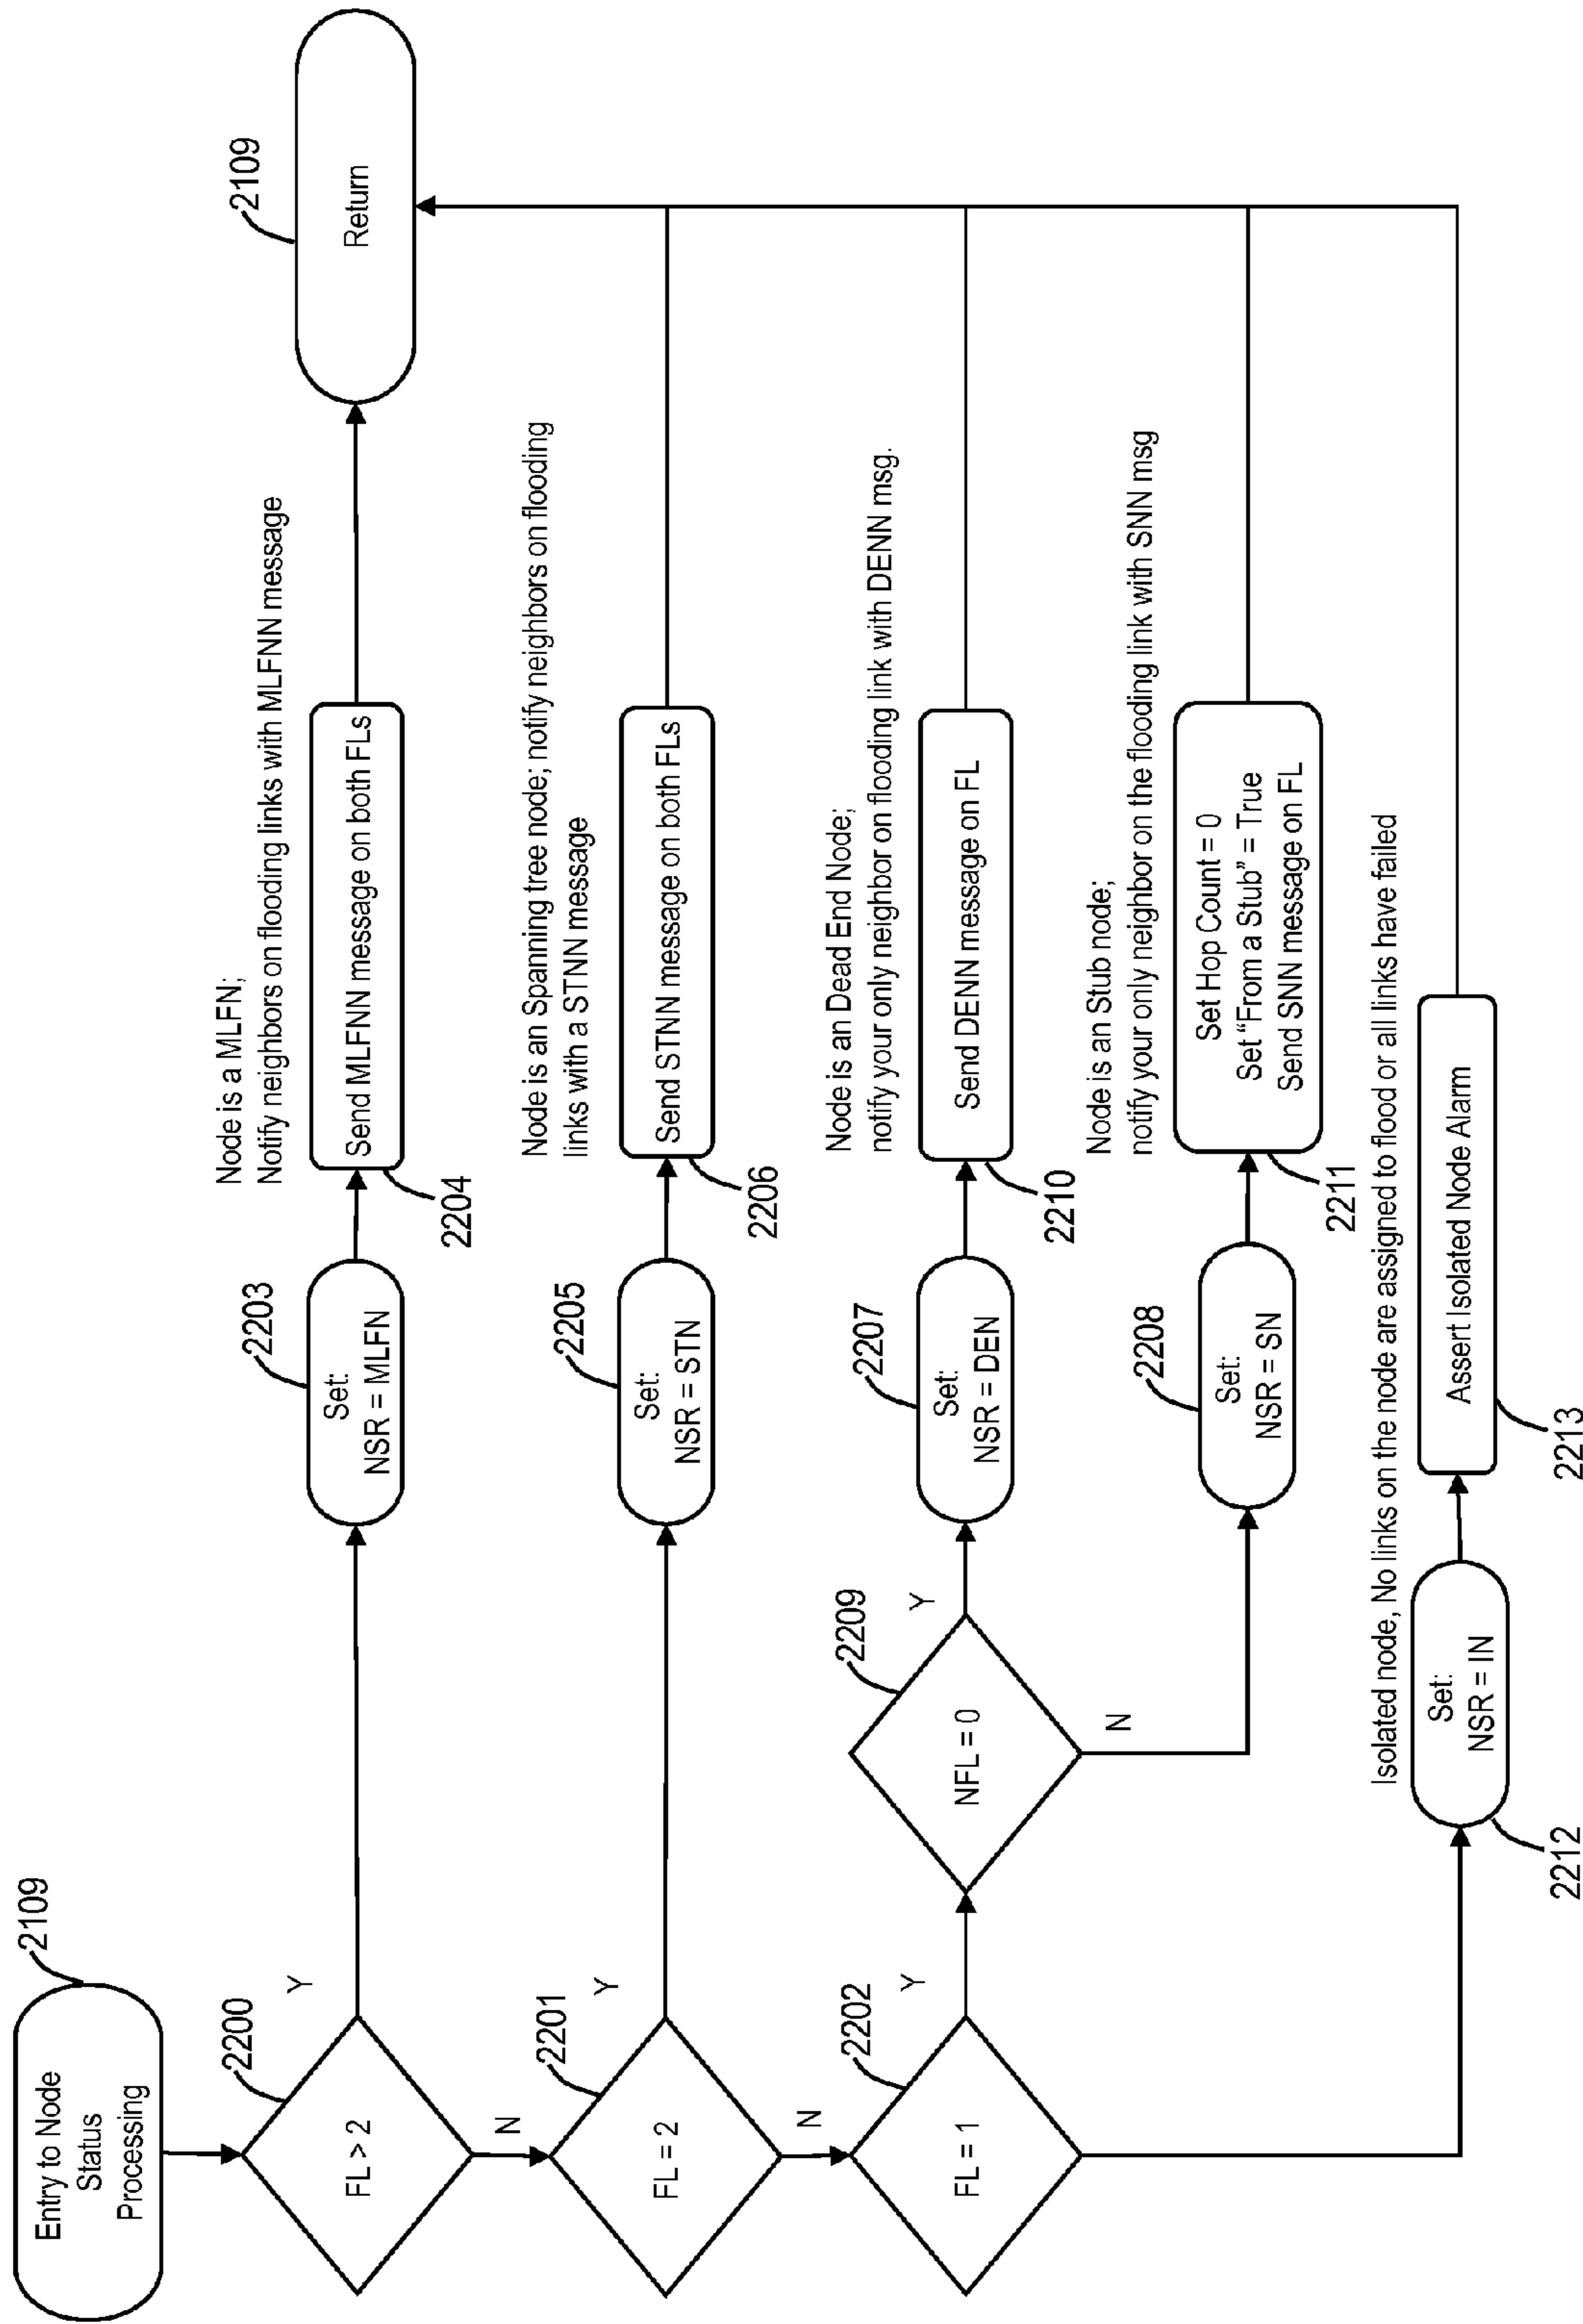 Entry to Node
Status
Processing
2109
FL > 2
2200
Y
N
Set:
NSR = MLFN
2203
Node is a MLFN;
Notify neighbors on flooding links with MLFNN message
Send MLFNN message on both FLs
2204
Return
2109
FL = 2
2201
Y
N
Set:
NSR = STN
2205
Node is an Spanning tree node; notify neighbors on flooding
links with a STNN message
Send STNN message on both FLs
2206
FL = 1
2202
Y
NFL = 0
2209
Y
N
Set:
NSR = DEN
2207
Node is an Dead End Node;
notify your only neighbor on flooding link with DENN msg.
Send DENN message on FL
2210
Set:
NSR = SN
2208
Node is an Stub node;
notify your only neighbor on the flooding link with SNN msg
Set Hop Count = 0
Set “From a Stub” = True
Send SNN message on FL
2211
Isolated node, No links on the node are assigned to flood or all links have failed
Set:
NSR = IN
2212
Assert Isolated Node Alarm
2213